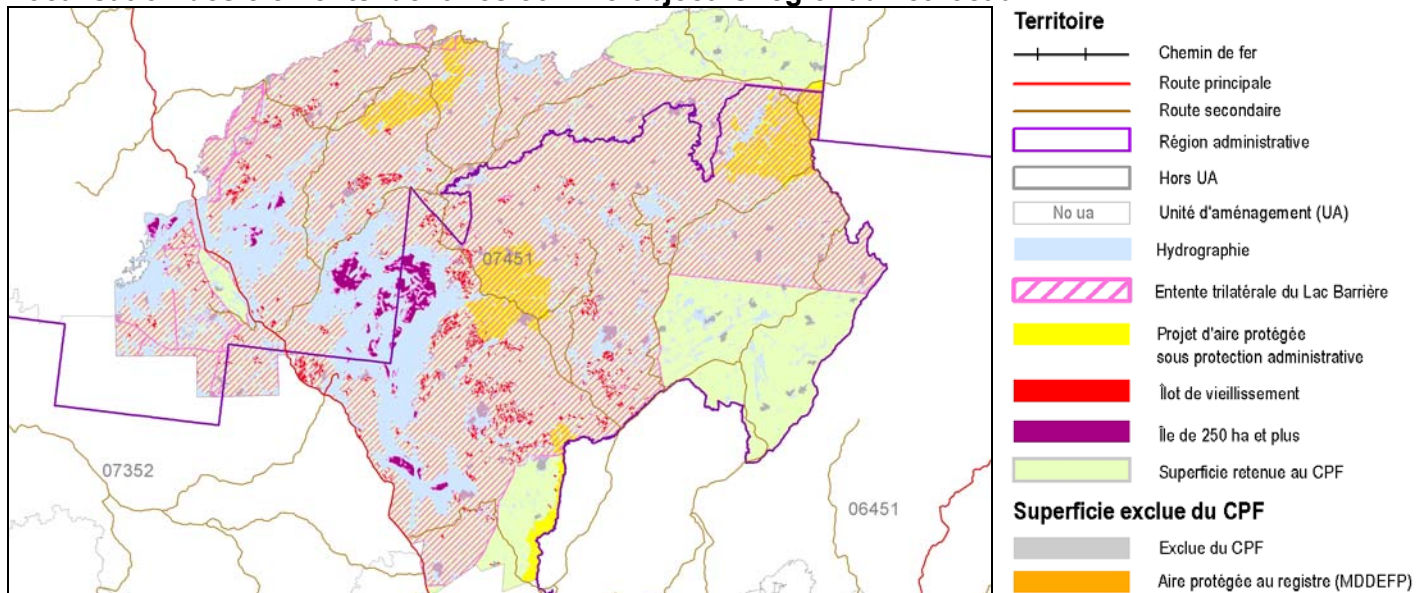 07451
07352
06451
Territoire
Chemin de fer
Route principale
Route secondaire
Région administrative
Hors UA
No ua
Unité d'aménagement (UA)
Hydrographie
Entente trilatérale du Lac Barrière
Projet d'aire protégée
sous protection administrative
Îlot de vieillissement
Île de 250 ha et plus
Superficie retenue au CPF
Superficie exclue du CPF
Exclue du CPF
Aire protégée au registre (MDDEFP)